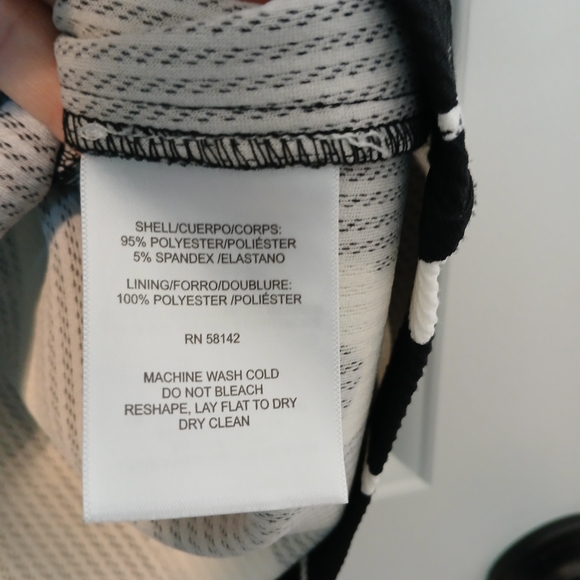 SHELL/CUERPO/CORPS:
95% POLYESTER/POLIÉSTER
5% SPANDEX /ELASTANO
LINING/FORRO/DOUBLURE:
100% POLYESTER /POLIÉSTER
RN 58142
MACHINE WASH COLD
DO NOT BLEACH
RESHAPE, LAY FLAT TO DRY
DRY CLEAN